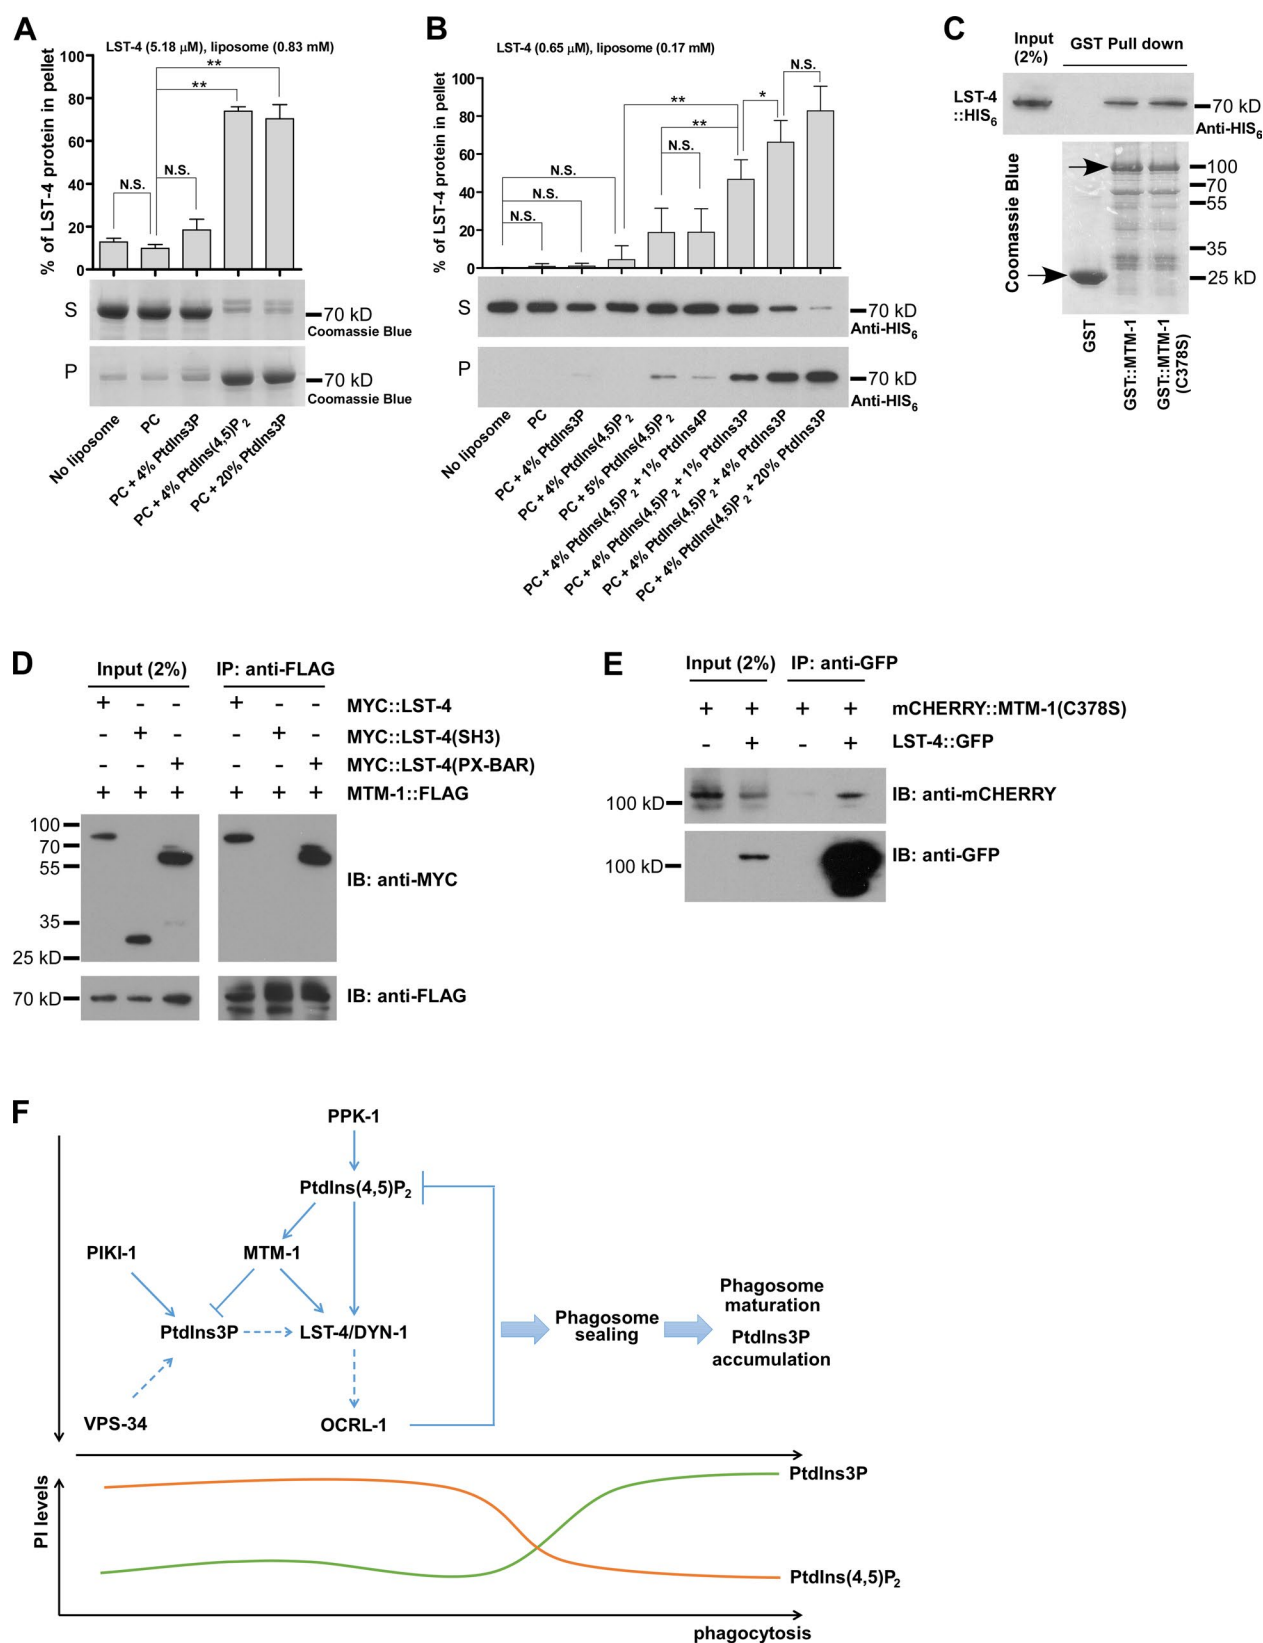 A
LST-4 (5.18 μM), liposome (0.83 mM)
% of LST-4 protein in pellet
100
80
60
40
20
0
N.S.
N.S.
**
**
S
70 kD
Coomassie Blue
P
70 kD
Coomassie Blue
No liposome
PC
PC + 4% PtdIns3P
PC + 4% PtdIns(4,5)P2
PC + 20% PtdIns3P
B
LST-4 (0.65 μM), liposome (0.17 mM)
% of LST-4 protein in pellet
100
80
60
40
20
0
N.S.
N.S.
N.S.
**
**
N.S.
*
N.S.
S
70 kD
Anti-HIS6
P
70 kD
Anti-HIS6
No liposome
PC
PC + 4% PtdIns3P
PC + 4% PtdIns(4,5)P2
PC + 5% PtdIns(4,5)P2
PC + 4% PtdIns(4,5)P2 + 1% PtdIns4P
PC + 4% PtdIns(4,5)P2 + 1% PtdIns3P
PC + 4% PtdIns(4,5)P2 + 4% PtdIns3P
PC + 4% PtdIns(4,5)P2 + 20% PtdIns3P
C
Input
(2%)
GST Pull down
LST-4
::HIS6
70 kD
Anti-HIS6
Coomassie Blue
100
70
55
35
25 kD
GST
GST::MTM-1
GST::MTM-1
(C378S)
D
Input (2%) IP: anti-FLAG
+ - - + - - MYC::LST-4
- + - - + - MYC::LST-4(SH3)
- - + - - + MYC::LST-4(PX-BAR)
+ + + + + + MTM-1::FLAG
100
70
55
35
25 kD
IB: anti-MYC
70 kD
IB: anti-FLAG
E
Input (2%) IP: anti-GFP
+ + + + mCHERRY::MTM-1(C378S)
- + - + LST-4::GFP
100 kD
IB: anti-mCHERRY
100 kD
IB: anti-GFP
F
PPK-1
PtdIns(4,5)P2
PIKI-1
MTM-1
PtdIns3P
LST-4/DYN-1
VPS-34
OCRL-1
Phagosome
sealing
Phagosome
maturation
PtdIns3P
accumulation
PI levels
PtdIns3P
PtdIns(4,5)P2
phagocytosis